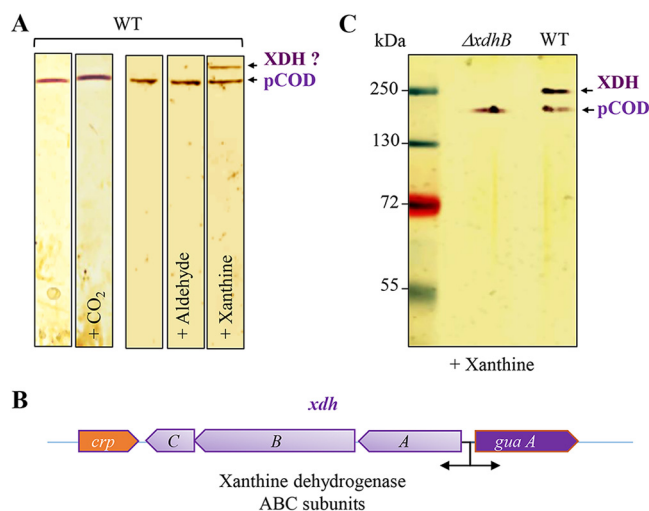 A
WT
XDH ?
pCOD
+ CO₂
+ Aldehyde
+ Xanthine
C
kDa
ΔxdhB
WT
250
130
72
55
XDH
pCOD
+ Xanthine
B
xdh
crp
C
B
A
gua A
Xanthine dehydrogenase
ABC subunits